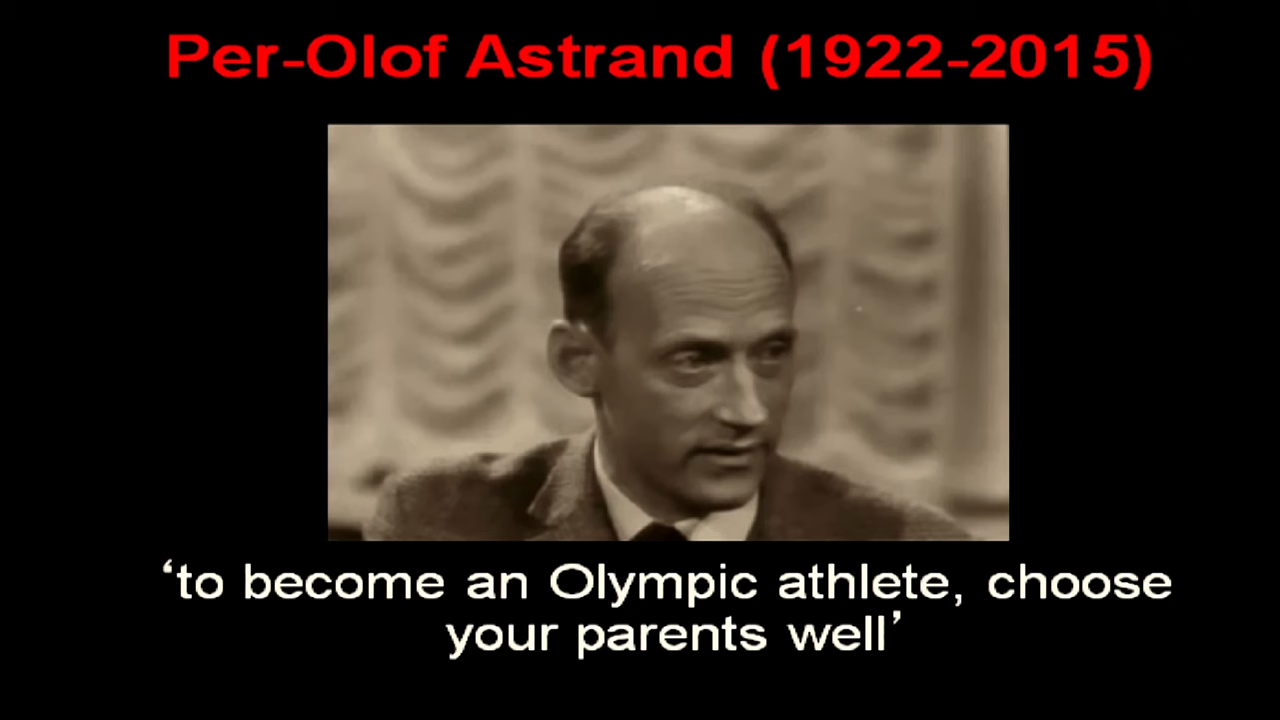 Per-Olof Astrand (1922-2015)
‘to become an Olympic athlete, choose
your parents well’